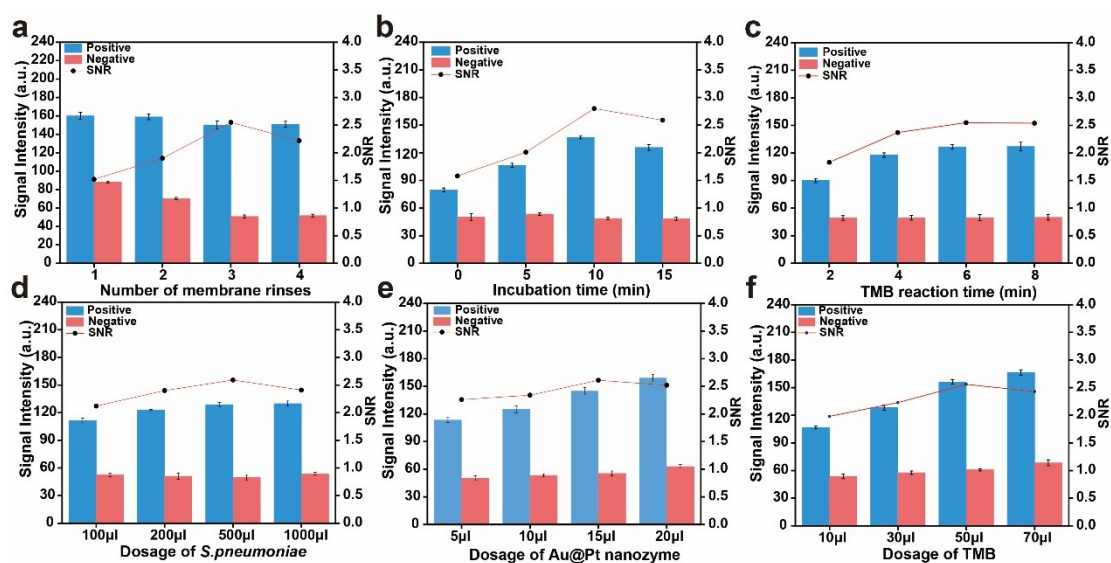 a
Positive
Negative
SNR
Signal Intensity (a.u.)
240
200
160
120
80
40
0
4.0
3.5
3.0
2.5
2.0
1.5
1.0
0.5
0.0
SNR
1 2 3 4
Number of membrane rinses
b
Positive
Negative
SNR
Signal Intensity (a.u.)
240
210
180
150
120
90
60
30
0
4.0
3.5
3.0
2.5
2.0
1.5
1.0
0.5
0.0
SNR
0 5 10 15
Incubation time (min)
c
Positive
Negative
SNR
Signal Intensity (a.u.)
240
210
180
150
120
90
60
30
0
4.0
3.5
3.0
2.5
2.0
1.5
1.0
0.5
0.0
SNR
2 4 6 8
TMB reaction time (min)
d
Positive
Negative
SNR
Signal Intensity (a.u.)
240
210
180
150
120
90
60
30
0
4.0
3.5
3.0
2.5
2.0
1.5
1.0
0.5
0.0
SNR
100μl 200μl 500μl 1000μl
Dosage of S.pneumoniae
e
Positive
Negative
SNR
Signal Intensity (a.u.)
240
210
180
150
120
90
60
30
0
4.0
3.5
3.0
2.5
2.0
1.5
1.0
0.5
0.0
SNR
5μl 10μl 15μl 20μl
Dosage of Au@Pt nanozyme
f
Positive
Negative
SNR
Signal Intensity (a.u.)
240
210
180
150
120
90
60
30
0
4.0
3.5
3.0
2.5
2.0
1.5
1.0
0.5
0.0
SNR
10μl 30μl 50μl 70μl
Dosage of TMB